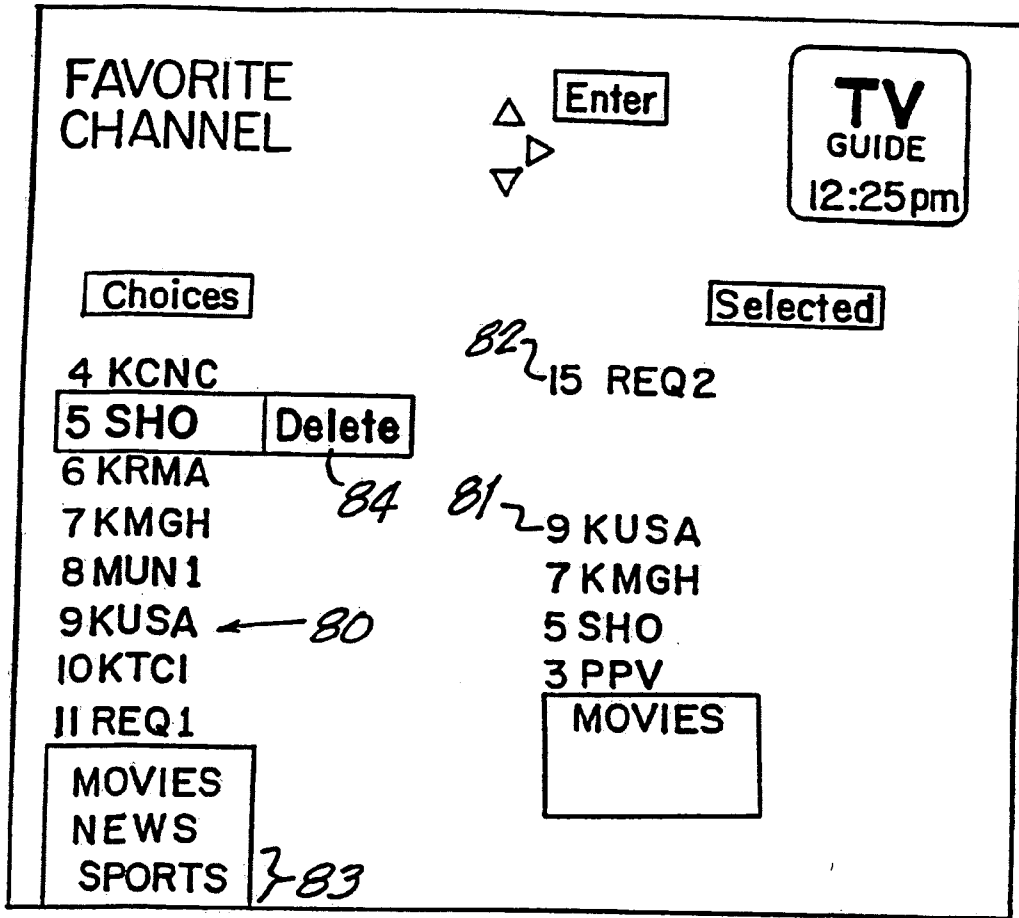 FAVORITE
CHANNEL
Enter
TV
GUIDE
12:25pm
Choices
Selected
4 KCNC
5 SHO Delete
6 KRMA
84
7 KMGH
8 MUN1
9 KUSA
80
10 KTCI
11 REQ1
MOVIES
NEWS
SPORTS
83
82
15 REQ2
81
9 KUSA
7 KMGH
5 SHO
3 PPV
MOVIES